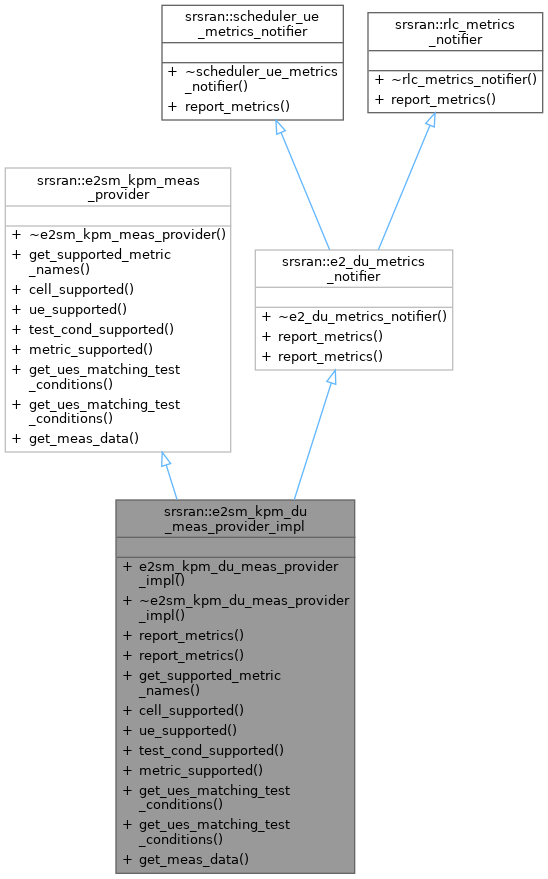 srsran::scheduler_ue
_metrics_notifier
+ ~scheduler_ue_metrics
_notifier()
+ report_metrics()
srsran::rlc_metrics
_notifier
+ ~rlc_metrics_notifier()
+ report_metrics()
srsran::e2sm_kpm_meas
_provider
+ ~e2sm_kpm_meas_provider()
+ get_supported_metric
_names()
+ cell_supported()
+ ue_supported()
+ test_cond_supported()
+ metric_supported()
+ get_ues_matching_test
_conditions()
+ get_ues_matching_test
_conditions()
+ get_meas_data()
srsran::e2_du_metrics
_notifier
+ ~e2_du_metrics_notifier()
+ report_metrics()
+ report_metrics()
srsran::e2sm_kpm_du
_meas_provider_impl
+ e2sm_kpm_du_meas_provider
_impl()
+ ~e2sm_kpm_du_meas_provider
_impl()
+ report_metrics()
+ report_metrics()
+ get_supported_metric
_names()
+ cell_supported()
+ ue_supported()
+ test_cond_supported()
+ metric_supported()
+ get_ues_matching_test
_conditions()
+ get_ues_matching_test
_conditions()
+ get_meas_data()